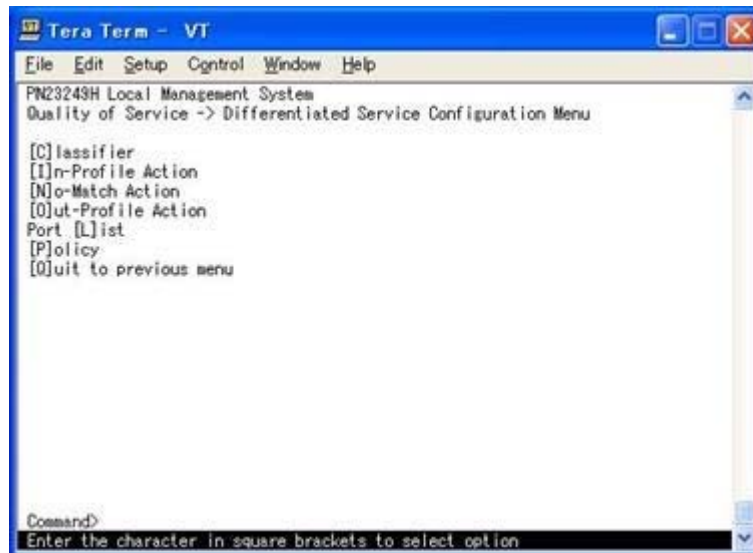 Tera Term - VT
File Edit Setup Control Window Help
PN23249H Local Management System
Quality of Service -> Differentiated Service Configuration Menu
[C]lassifier
[I]n-Profile Action
[N]o-Match Action
[O]ut-Profile Action
Port [L]ist
[P]olicy
[Q]uit to previous menu
Command>
Enter the character in square brackets to select option